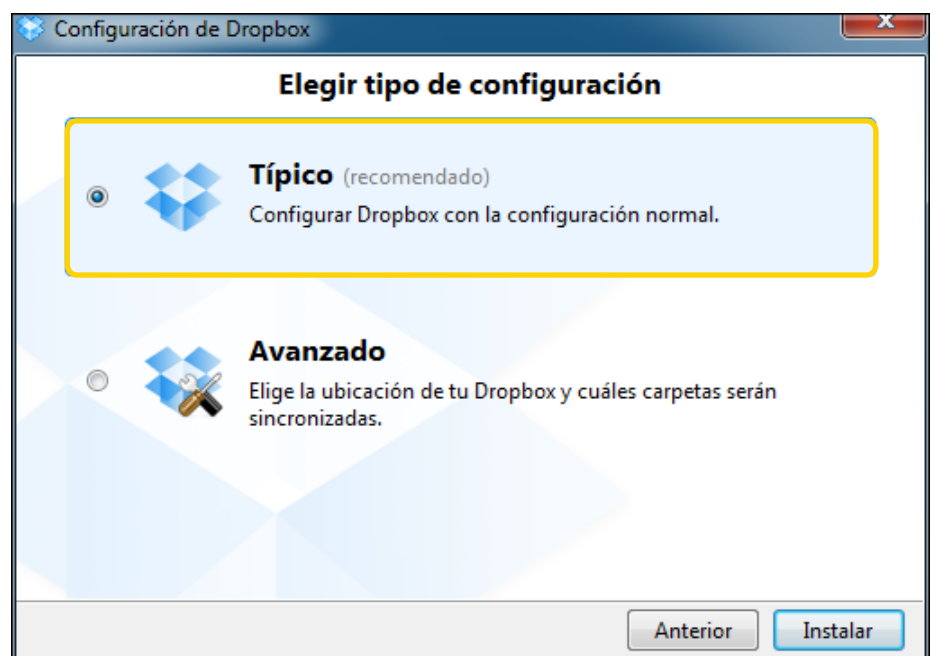 Configuración de Dropbox
x
Elegir tipo de configuración
Típico (recomendado)
Configurar Dropbox con la configuración normal.
Avanzado
Elige la ubicación de tu Dropbox y cuáles carpetas serán
sincronizadas.
Anterior
Instalar